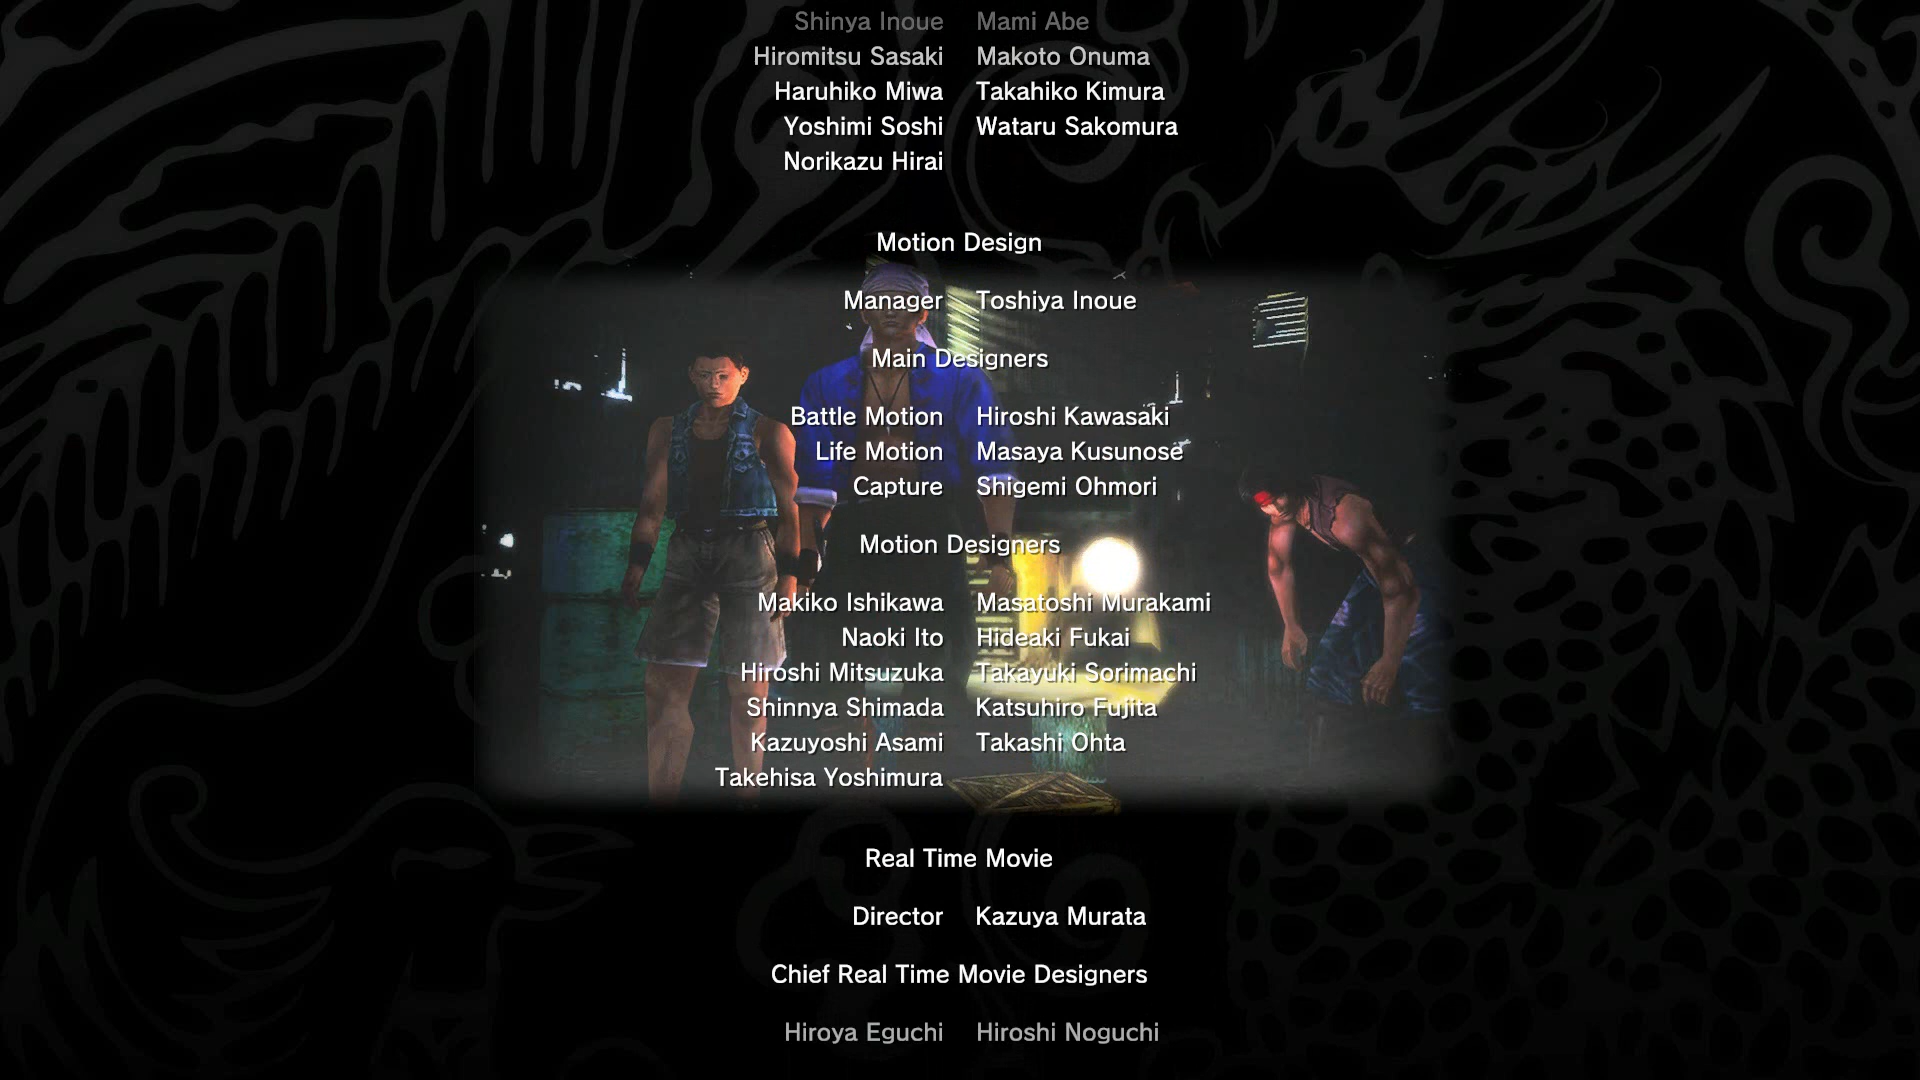 Shinya Inoue Mami Abe
Hiromitsu Sasaki Makoto Onuma
Haruhiko Miwa Takahiko Kimura
Yoshimi Soshi Wataru Sakomura
Norikazu Hirai
Motion Design
Manager Toshiya Inoue
Main Designers
Battle Motion Hiroshi Kawasaki
Life Motion Masaya Kusunose
Capture Shigemi Ohmori
Motion Designers
Makiko Ishikawa Masatoshi Murakami
Naoki Ito Hideaki Fukai
Hiroshi Mitsuzuka Takayuki Sorimachi
Shinnya Shimada Katsuhiro Fujita
Kazuyoshi Asami Takashi Ohta
Takehisa Yoshimura
Real Time Movie
Director Kazuya Murata
Chief Real Time Movie Designers
Hiroya Eguchi Hiroshi Noguchi